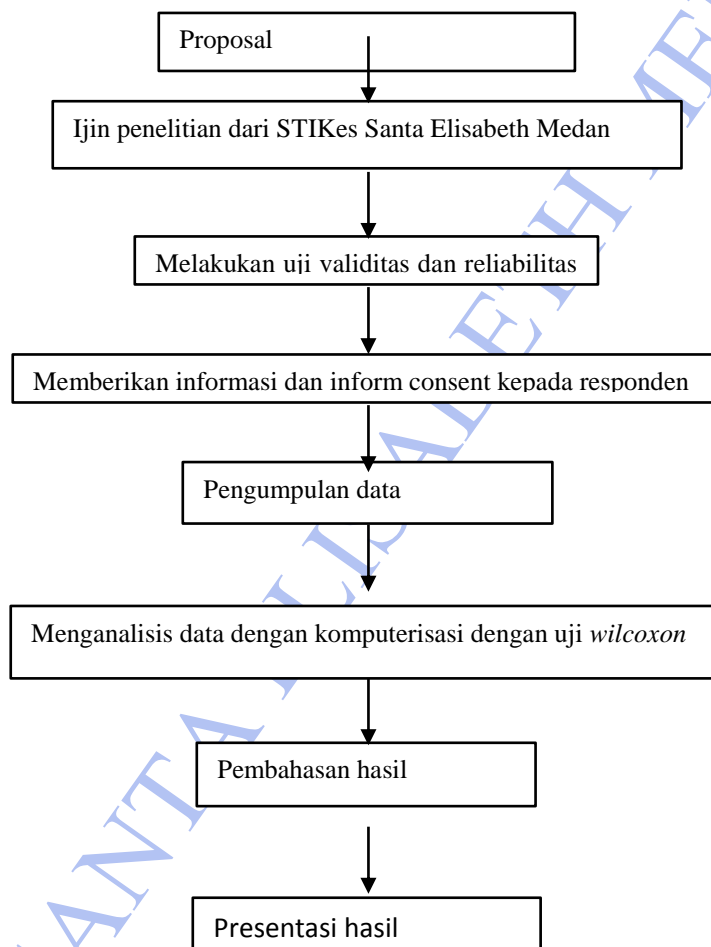 Proposal
Ijin penelitian dari STIKes Santa Elisabeth Medan
Melakukan uji validitas dan reliabilitas
Memberikan informasi dan inform consent kepada responden
Pengumpulan data
Menganalisis data dengan komputerisasi dengan uji wilcoxon
Pembahasan hasil
Presentasi hasil